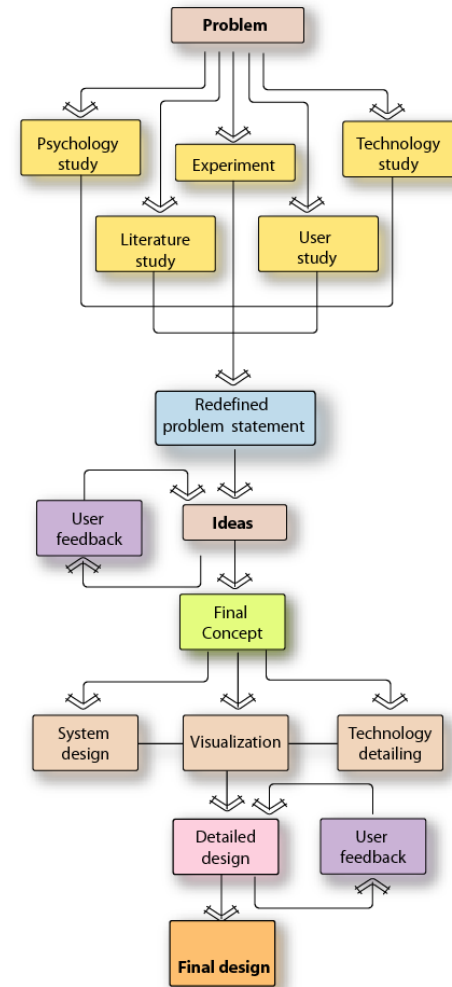 Problem
Psychology
study
Experiment
Technology
study
Literature
study
User
study
Redefined
problem statement
User
feedback
Ideas
Final
Concept
System
design
Visualization
Technology
detailing
Detailed
design
User
feedback
Final design